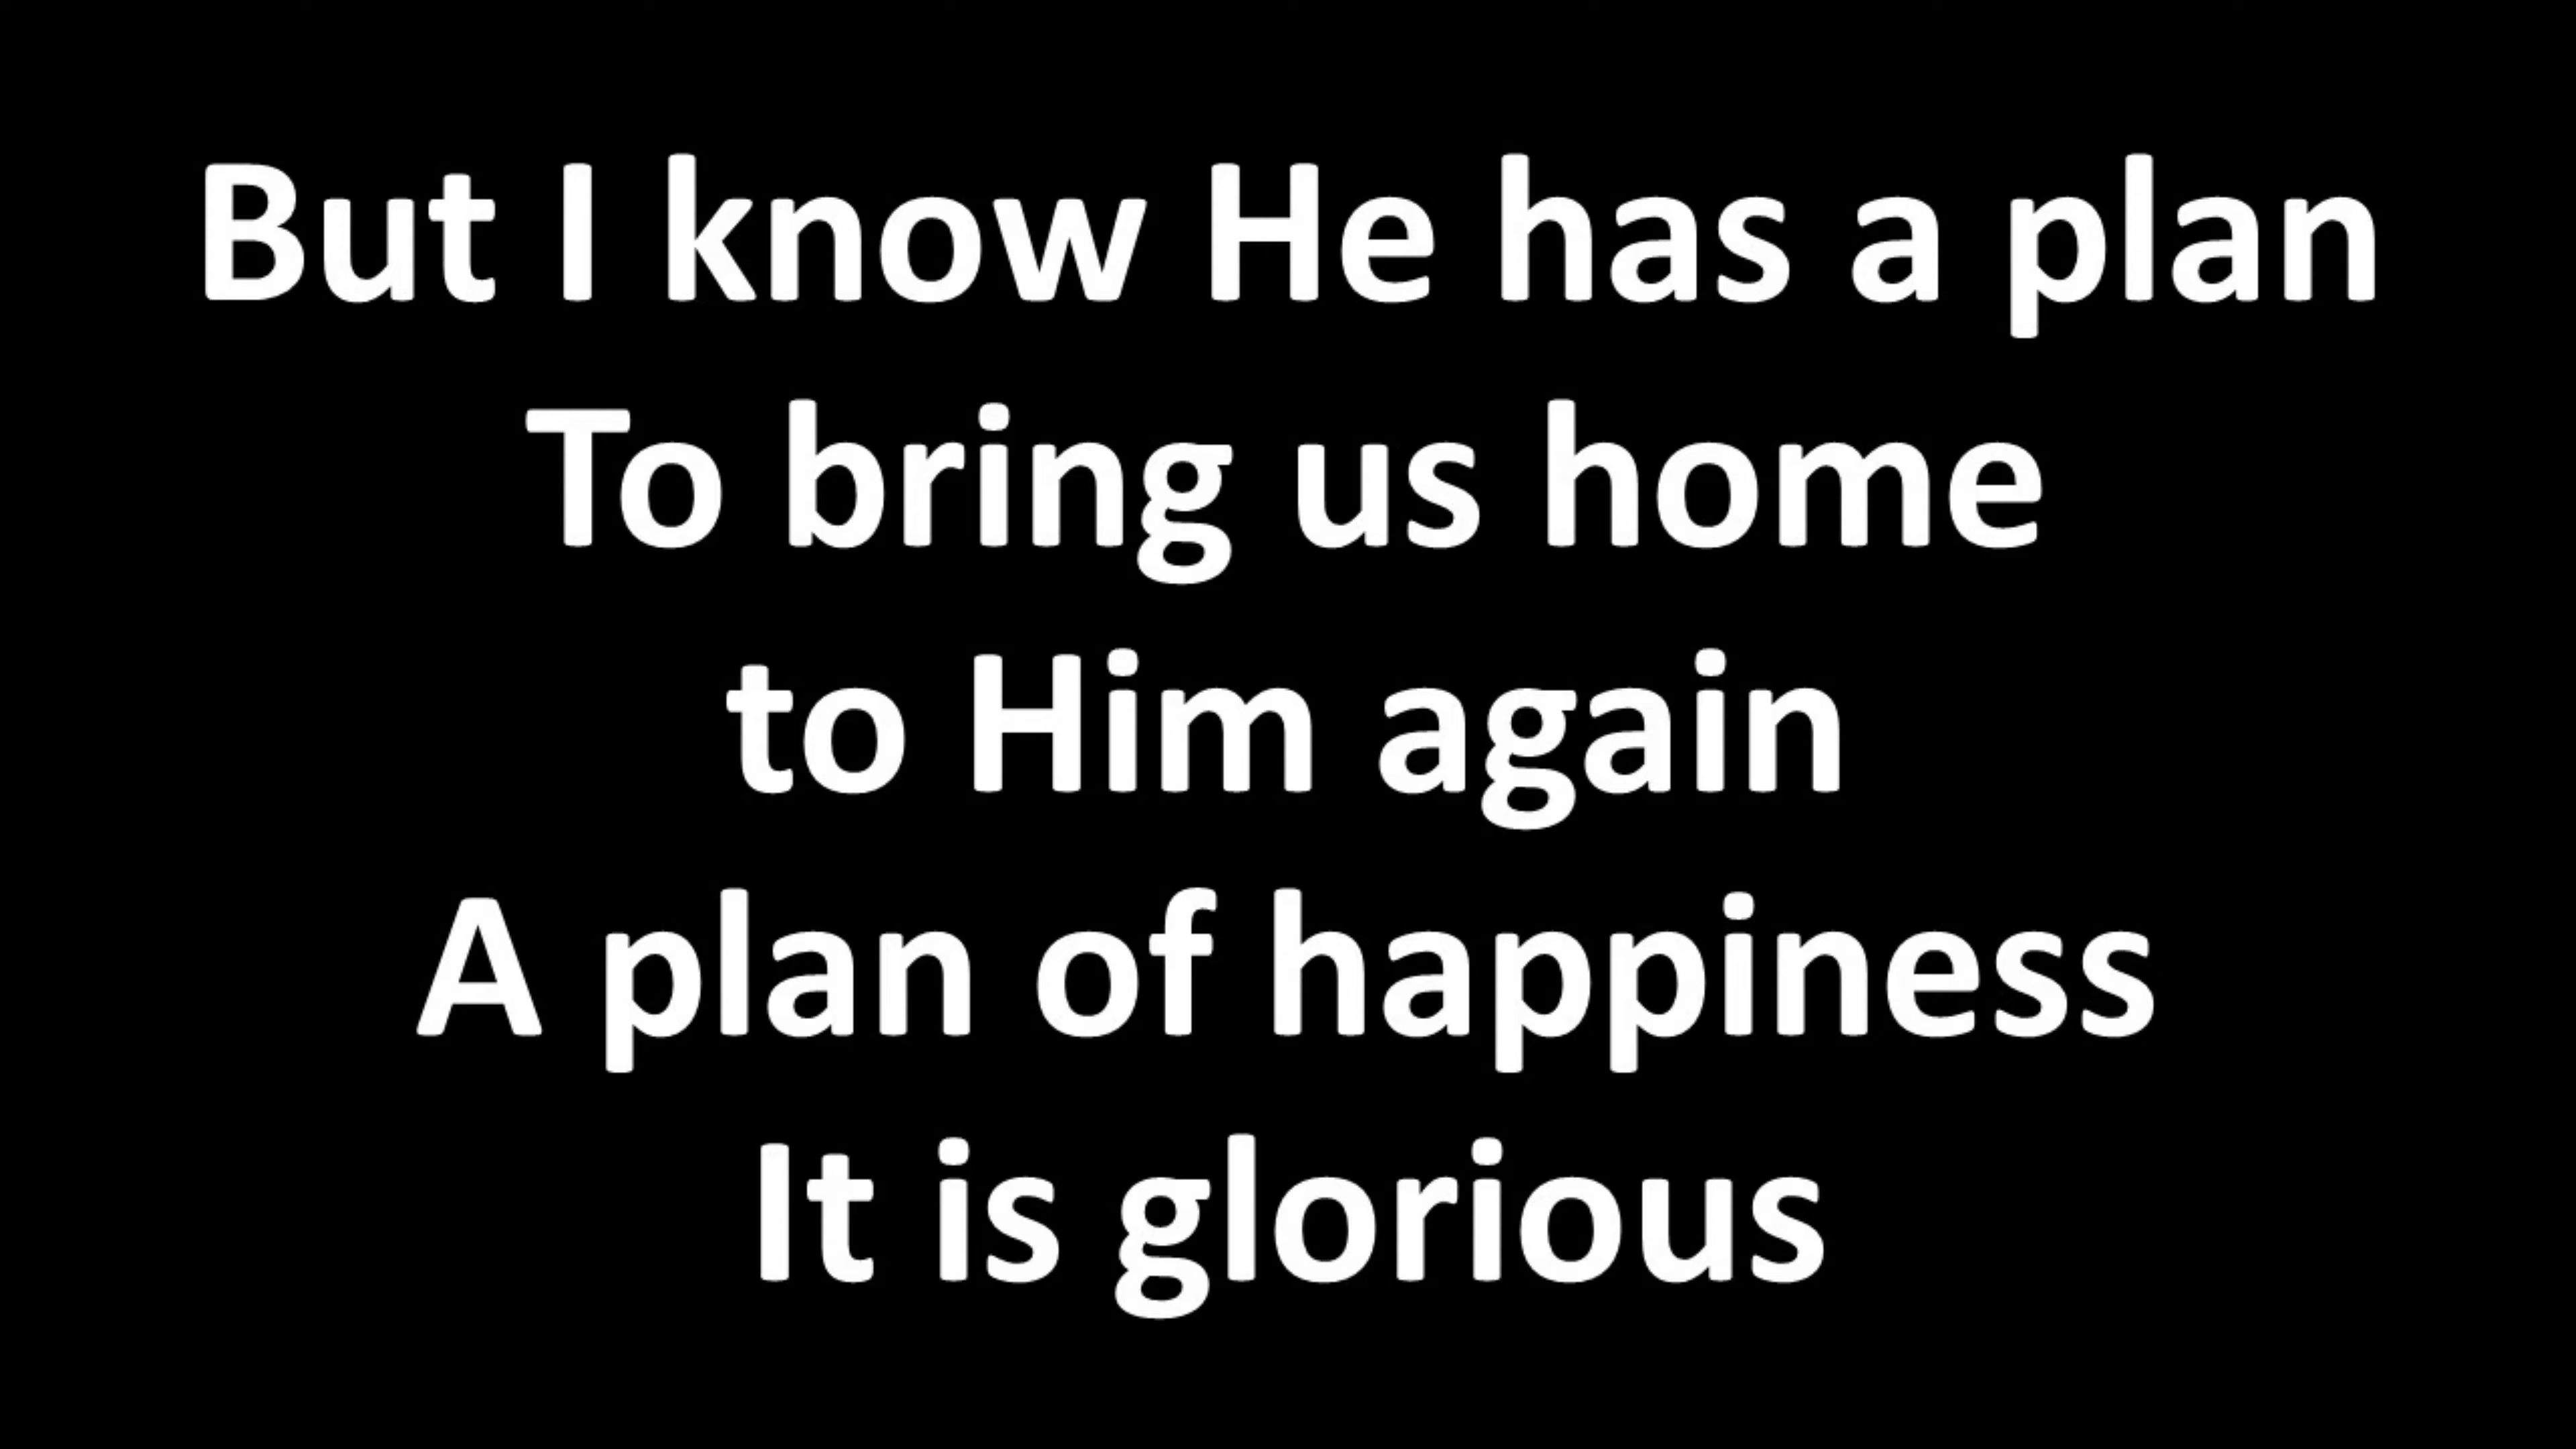 But I know He has a plan
To bring us home
to Him again
A plan of happiness
It is glorious